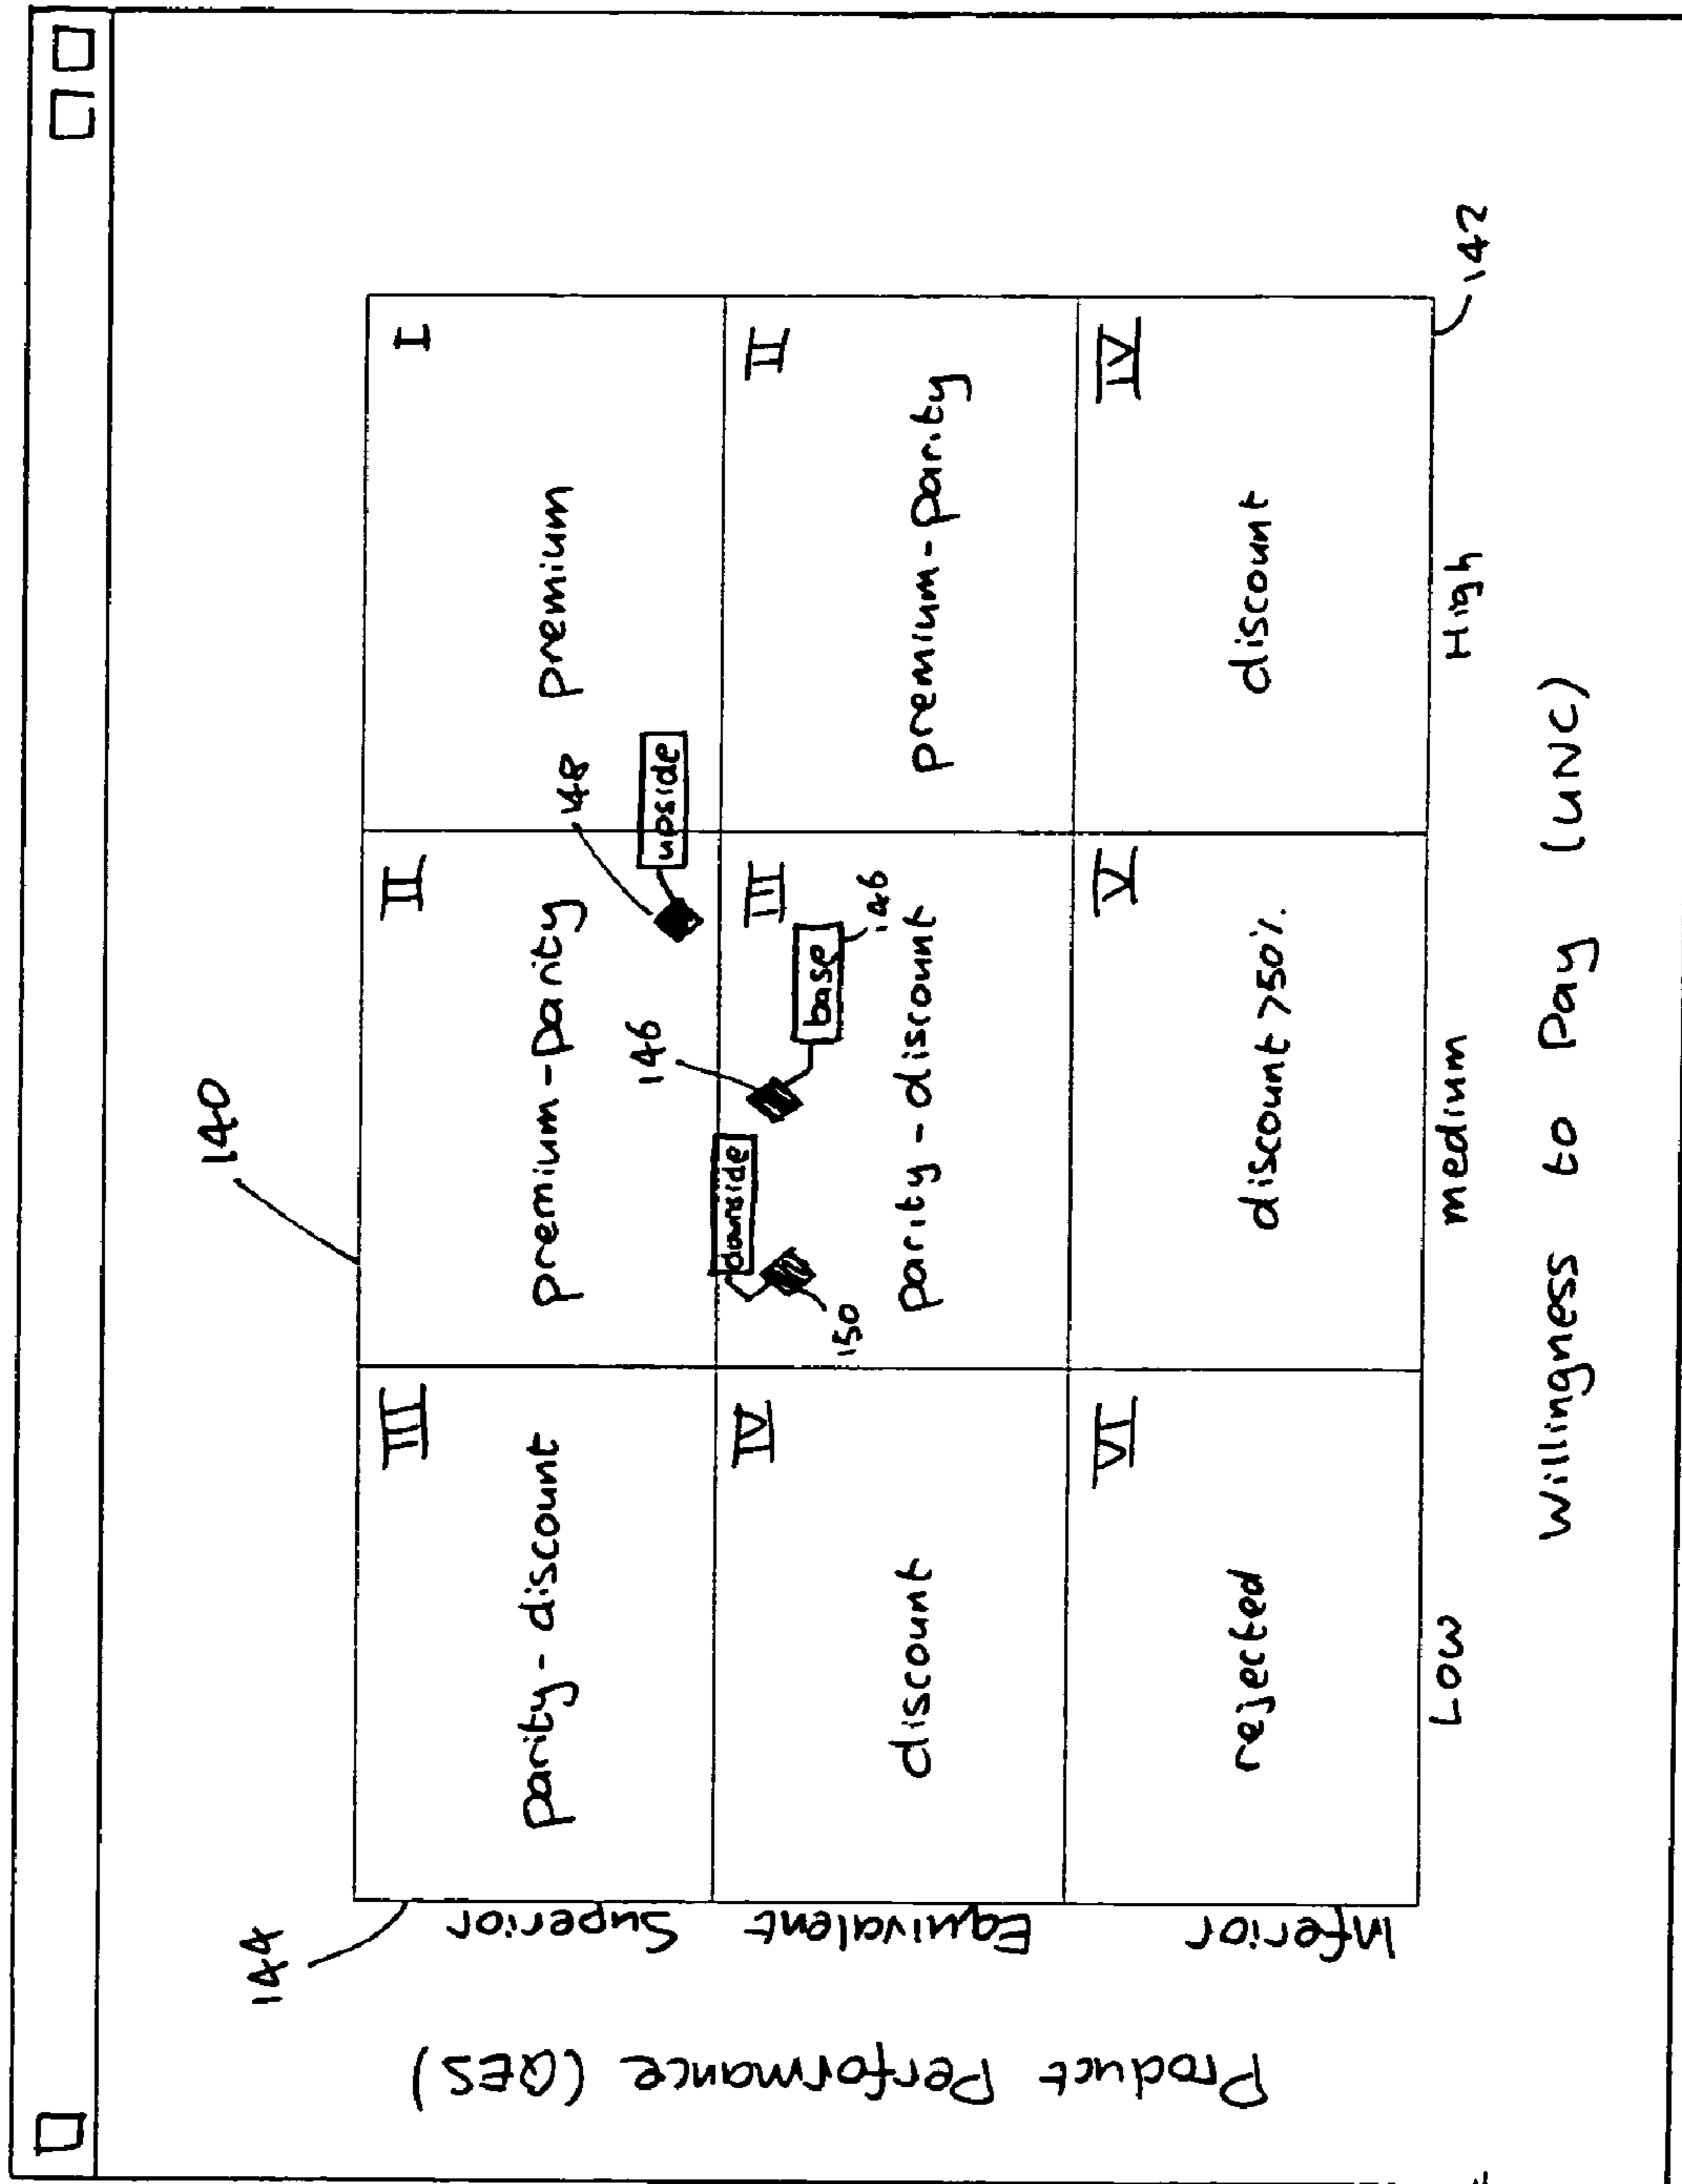 140
144
Product Performance (QES)
Superior
Equivalent
Inferior
III
parity-discount
II
premium-parity
I
premium
148
upside
146
IV
discount
III
downside
base
146
150
parity-discount
II
premium-parity
VI
rejected
V
discount >50%
IV
discount
142
Low
medium
High
Willingness to Pay (UNC)